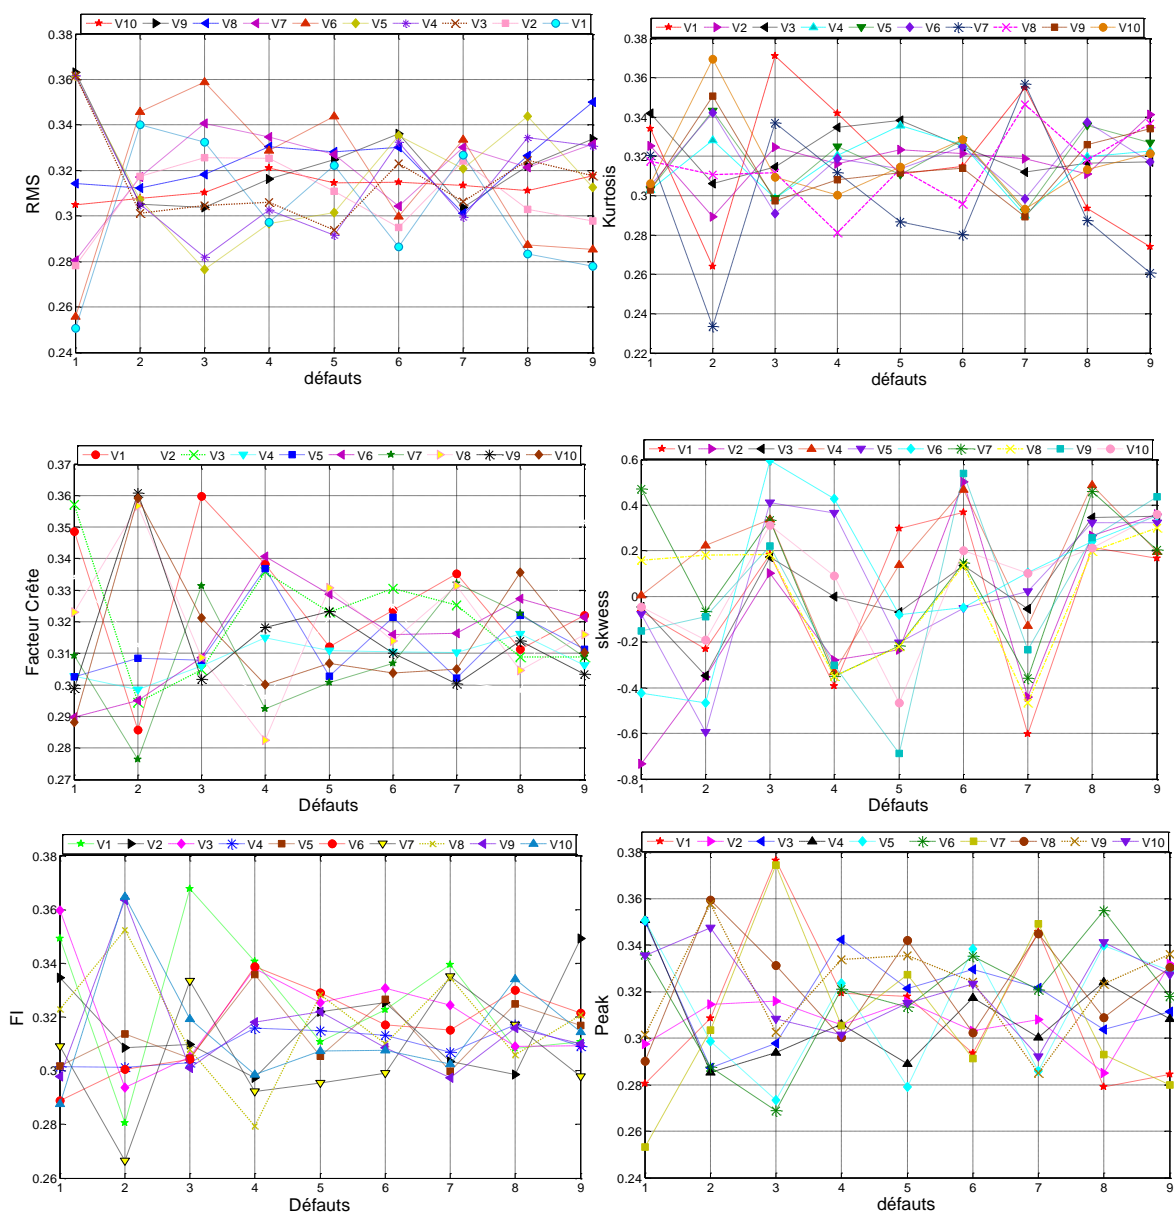 V10 V9 V8 V7 V6 V5 V4 V3 V2 V1
0.38
0.36
0.34
0.32
0.3
0.28
0.26
0.24
RMS
1 2 3 4 5 6 7 8 9
défauts
V1 V2 V3 V4 V5 V6 V7 V8 V9 V10
0.38
0.36
0.34
0.32
0.3
0.28
0.26
0.24
0.22
Kurtosis
1 2 3 4 5 6 7 8 9
défauts
V1 V2 V3 V4 V5 V6 V7 V8 V9 V10
0.37
0.36
0.35
0.34
0.33
0.32
0.31
0.3
0.29
0.28
0.27
Facteur Crête
1 2 3 4 5 6 7 8 9
Défauts
V1 V2 V3 V4 V5 V6 V7 V8 V9 V10
0.6
0.4
0.2
0
-0.2
-0.4
-0.6
-0.8
skwess
1 2 3 4 5 6 7 8 9
Défauts
V1 V2 V3 V4 V5 V6 V7 V8 V9 V10
0.38
0.36
0.34
0.32
0.3
0.28
0.26
FI
1 2 3 4 5 6 7 8 9
Défauts
V1 V2 V3 V4 V5 V6 V7 V8 V9 V10
0.38
0.36
0.34
0.32
0.3
0.28
0.26
0.24
Peak
1 2 3 4 5 6 7 8 9
défauts